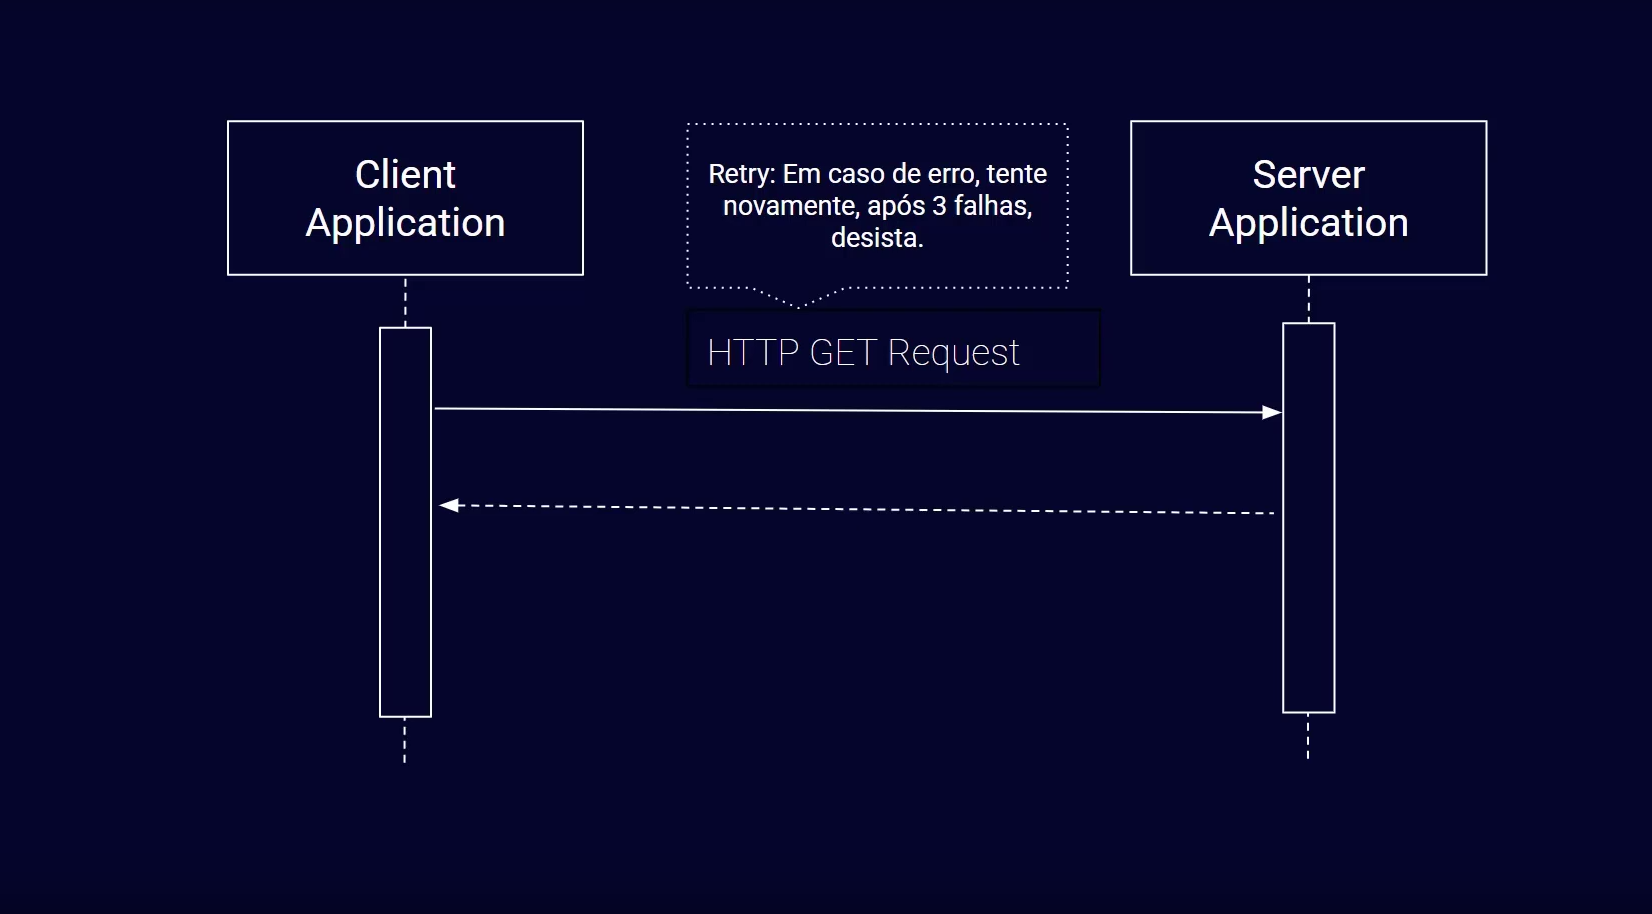 Client
Application
Retry: Em caso de erro, tente
novamente, após 3 falhas,
desista.
Server
Application
HTTP GET Request